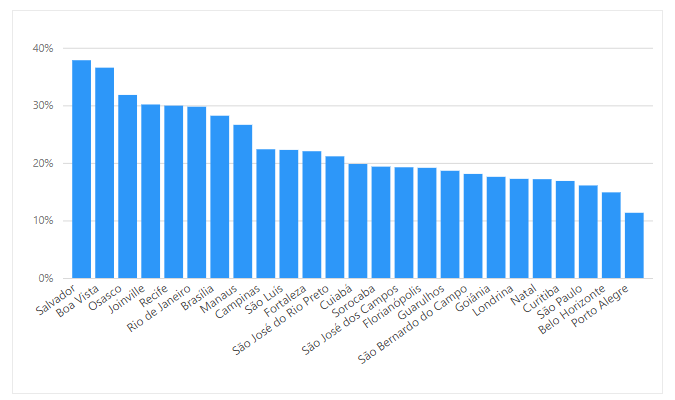 40%
30%
20%
10%
0%
Salvador
Boa Vista
Osasco
Joinville
Recife
Rio de Janeiro
Brasília
Manaus
Campinas
São Luís
Fortaleza
São José do Rio Preto
Cuiabá
Sorocaba
São José dos Campos
Florianópolis
Guarulhos
São Bernardo do Campo
Goiânia
Londrina
Natal
Curitiba
São Paulo
Belo Horizonte
Porto Alegre